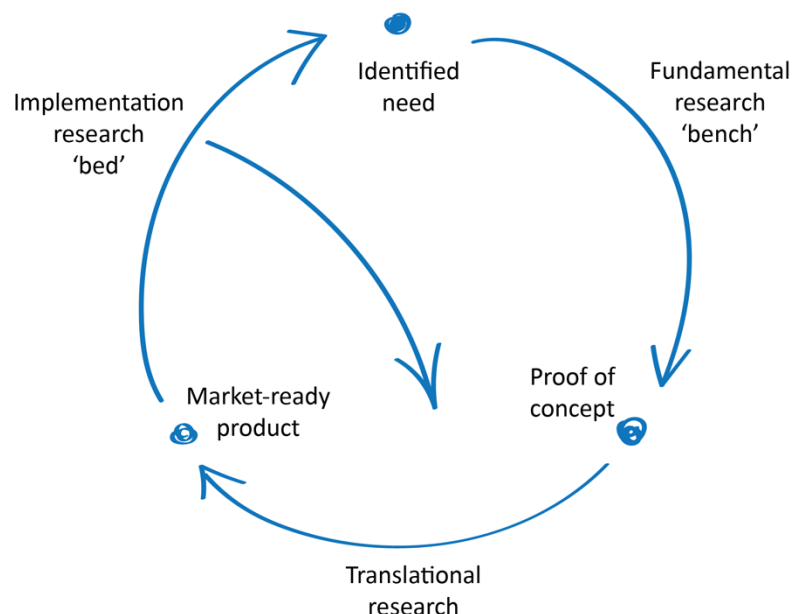 Identified
need
Fundamental
research
‘bench’
Implementation
research
‘bed’
Proof of
concept
Market-ready
product
Translational
research